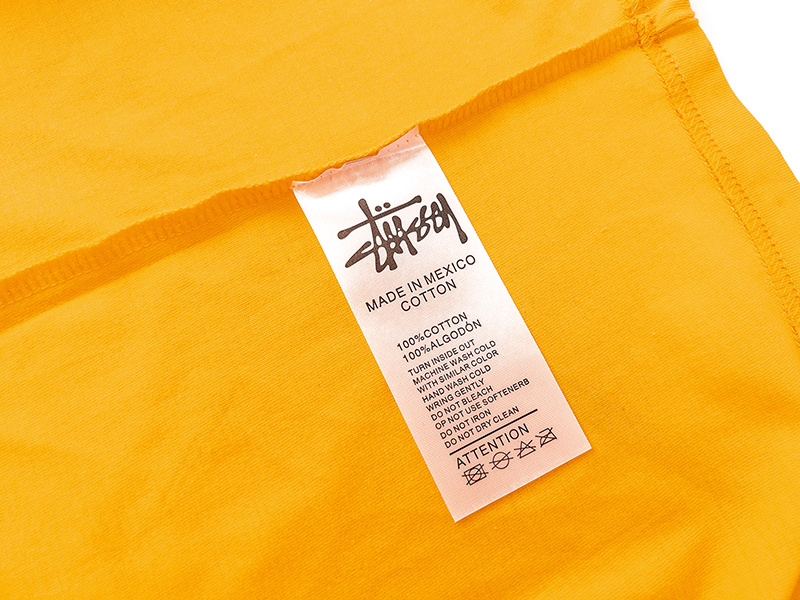 Stüssy
MADE IN MEXICO
COTTON
100%COTTON
100%ALGODÓN
TURN INSIDE OUT
MACHINE WASH COLD
WITH SIMILAR COLOR
HAND WASH COLD
WRING GENTLY
DO NOT BLEACH
OP NOT USE SOFTENERB
DO NOT IRON
DO NOT DRY CLEAN
ATTENTION